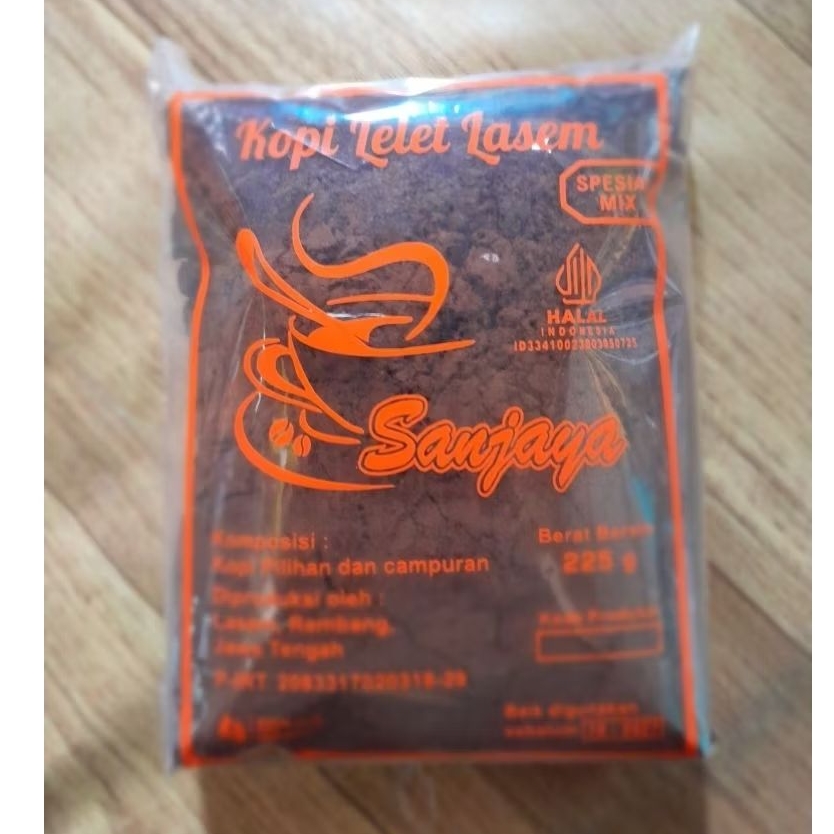 Kopi Lelet Lasem
SPESIAL
MIX
HALAL
INDONESIA
Sanjaya
Komposisi :
Kopi Pilihan dan campuran
Berat Bersih
225 g
Diproduksi oleh :
Lasem, Rembang,
Jawa Tengah
Kode Produksi
P-IRT
Baik digunakan
sebelum